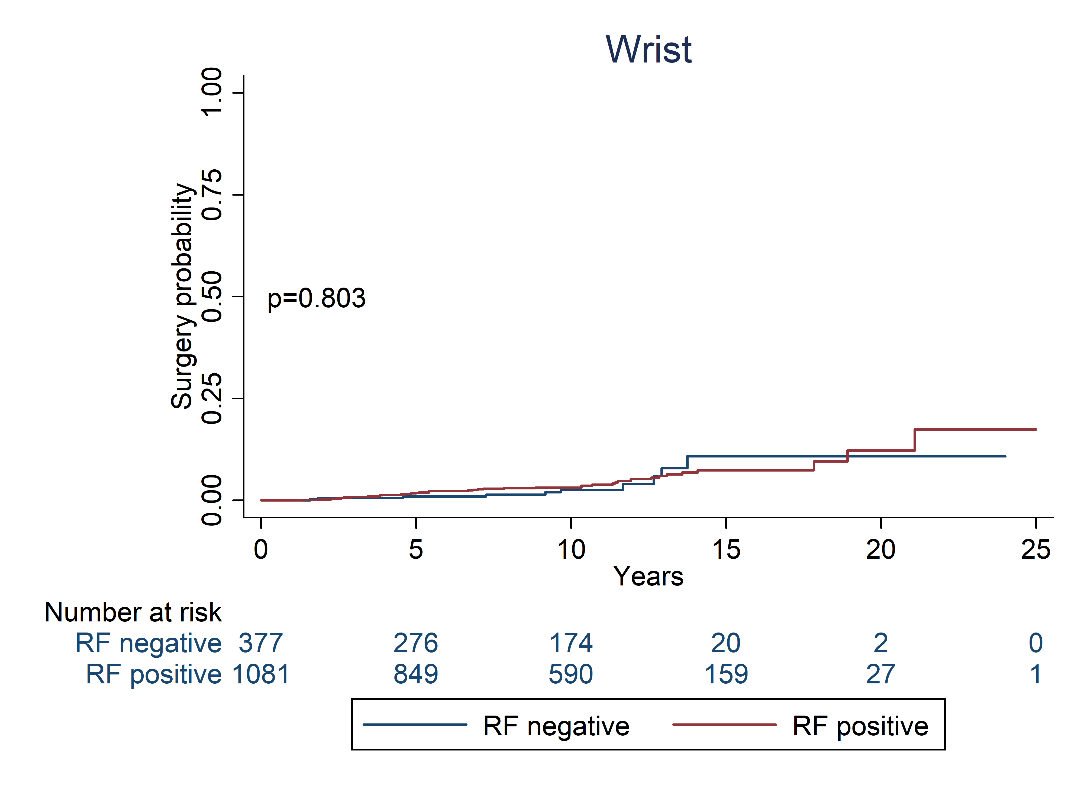 Wrist
1.00
0.75
0.50
0.25
0.00
Surgery probability
p=0.803
0 5 10 15 20 25
Years
Number at risk
RF negative 377 276 174 20 2 0
RF positive 1081 849 590 159 27 1
RF negative RF positive